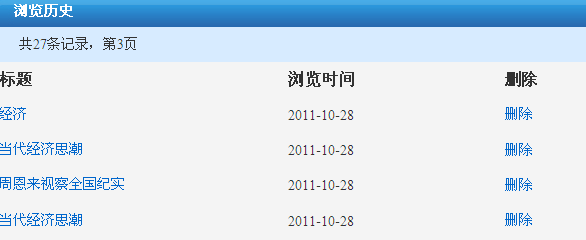 浏览历史
共27条记录，第3页
标题 浏览时间 删除
经济 2011-10-28 删除
当代经济思潮 2011-10-28 删除
周恩来视察全国纪实 2011-10-28 删除
当代经济思潮 2011-10-28 删除